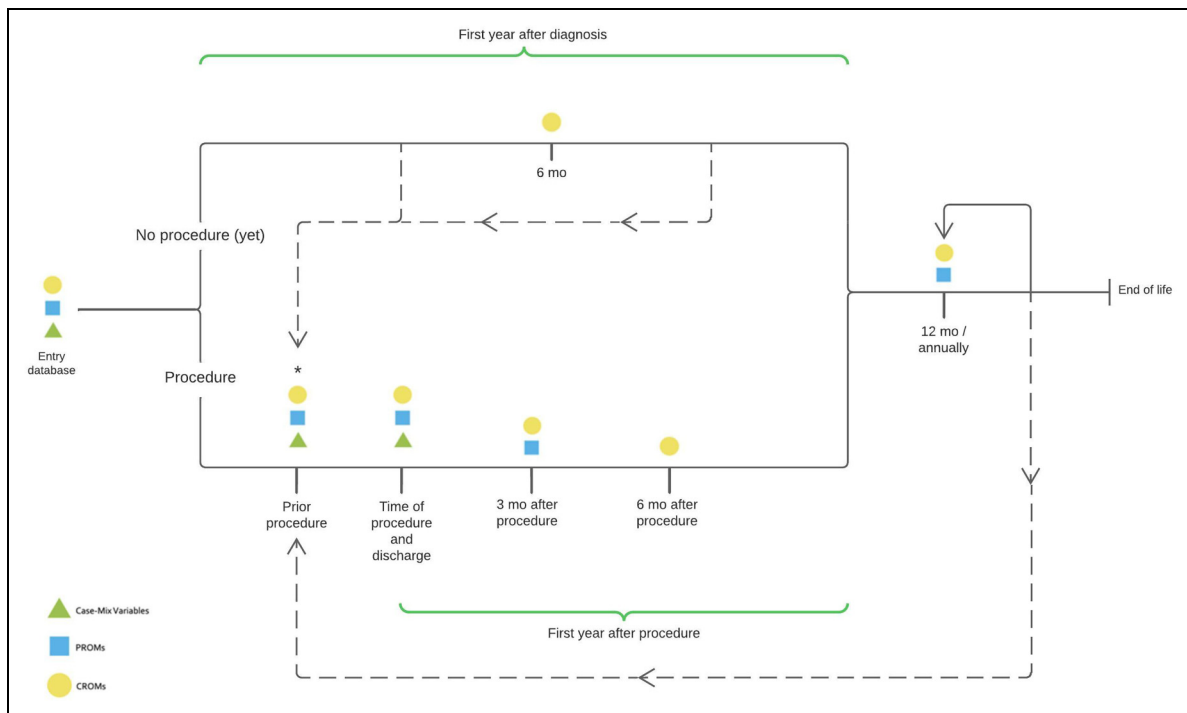 First year after diagnosis
6 mo
No procedure (yet)
Entry
database
Procedure
*
12 mo /
annually
End of life
Prior
procedure
Time of
procedure
and
discharge
3 mo after
procedure
6 mo after
procedure
First year after procedure
Case-Mix Variables
PROMs
CROMs